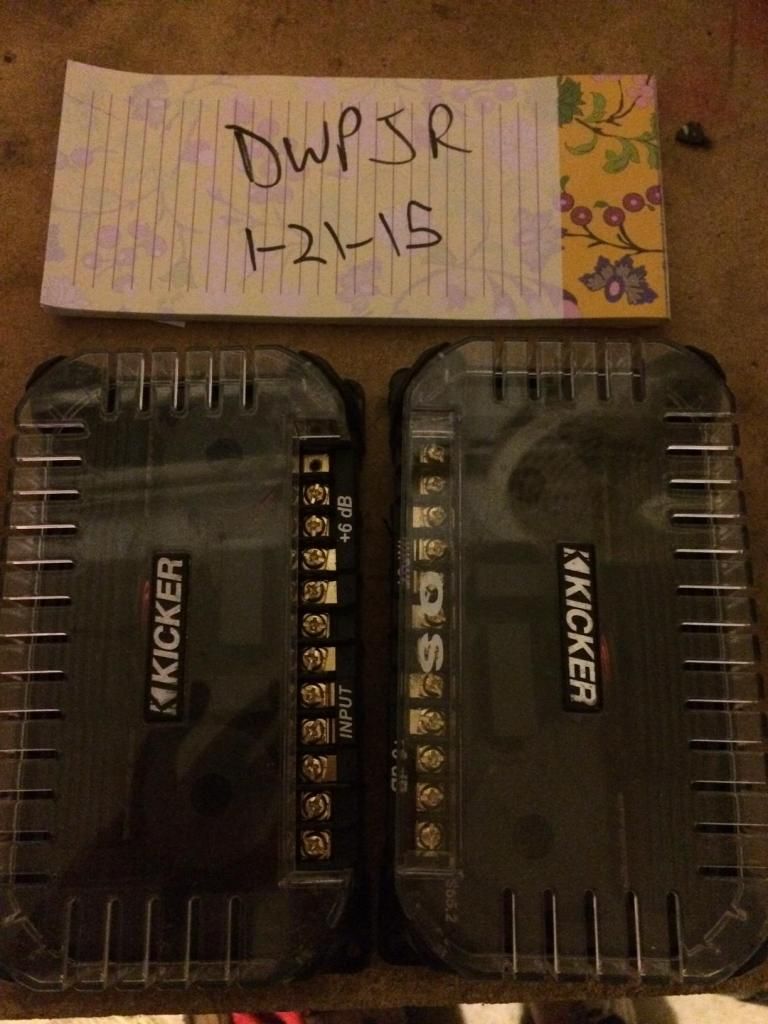 DWPJR
1-21-15
KICKER
+6 dB
INPUT
KICKER